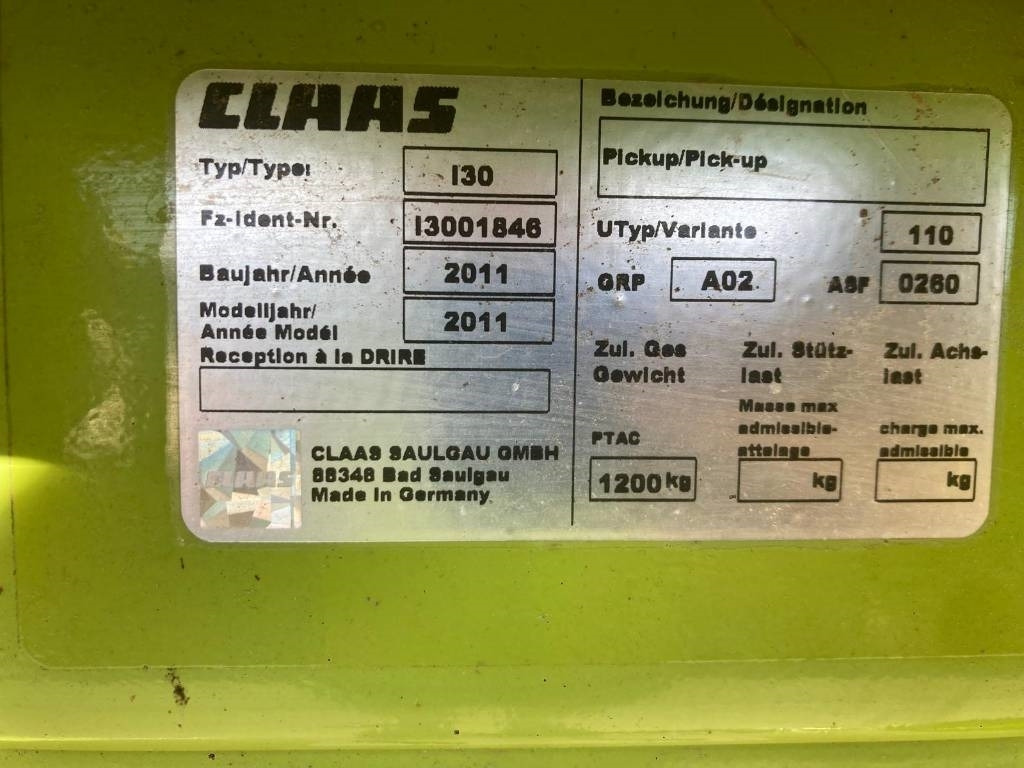 CLAAS
Typ/Type: I30
Fz-Ident-Nr. I3001846
Baujahr/Année 2011
Modelljahr/
Année Modél 2011
Reception à la DRIRE
CLAAS
CLAAS SAULGAU GMBH
88348 Bad Saulgau
Made in Germany
Bezeichung/Désignation
Pickup/Pick-up
UTyp/Variante 110
GRP A02 ASF 0260
Zul. Ges
Gewicht
PTAC
1200 kg
Zul. Stütz-
last
Masse max
admissible-
attelage
kg
Zul. Achs-
last
charge max.
admissible
kg